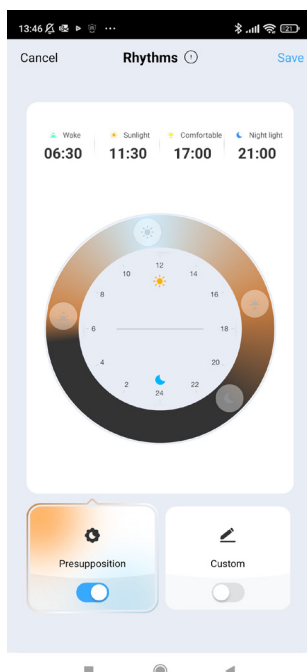 13:46
21
Cancel
Rhythms
Save
Wake
Sunlight
Comfortable
Night light
06:30
11:30
17:00
21:00
12
10
14
8
16
6
18
4
20
2
22
24
Presupposition
Custom